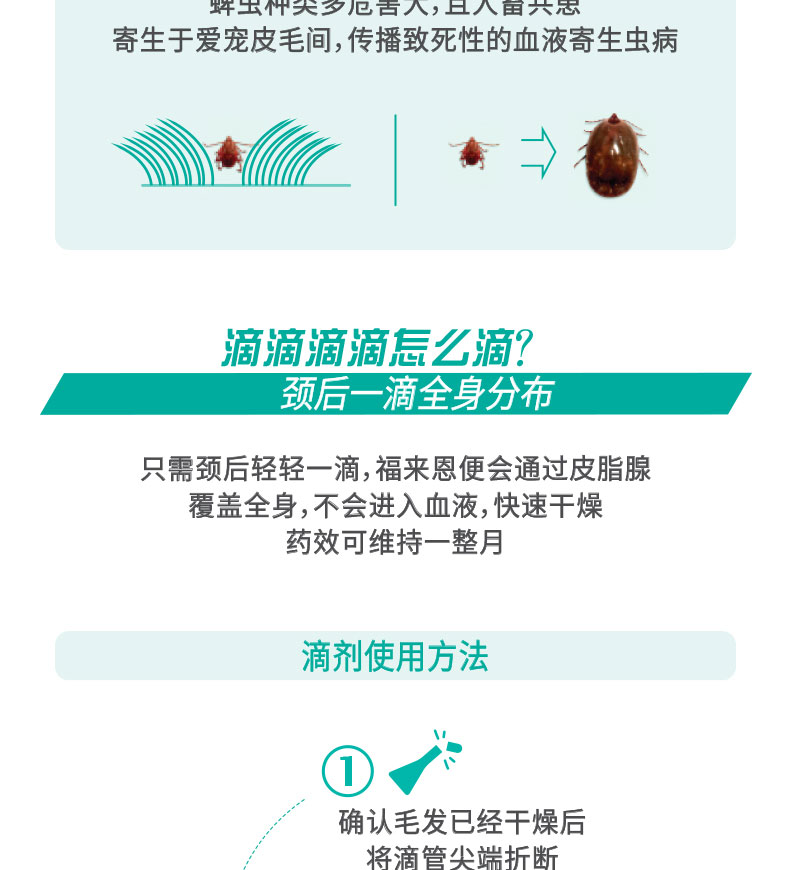 蜱虫种类多危害大，且人畜共患
寄生于爱宠皮毛间，传播致死性的血液寄生虫病
滴滴滴滴怎么滴？
颈后一滴全身分布
只需颈后轻轻一滴，福来恩便会通过皮脂腺
覆盖全身，不会进入血液，快速干燥
药效可维持一整月
滴剂使用方法
1
确认毛发已经干燥后
将滴管尖端折断